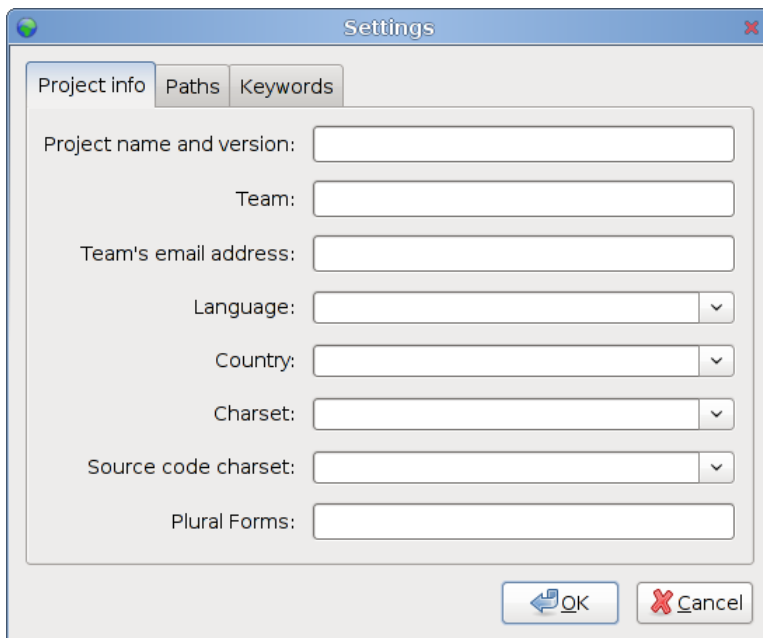 Settings
Project info Paths Keywords
Project name and version:
Team:
Team's email address:
Language:
Country:
Charset:
Source code charset:
Plural Forms:
OK Cancel